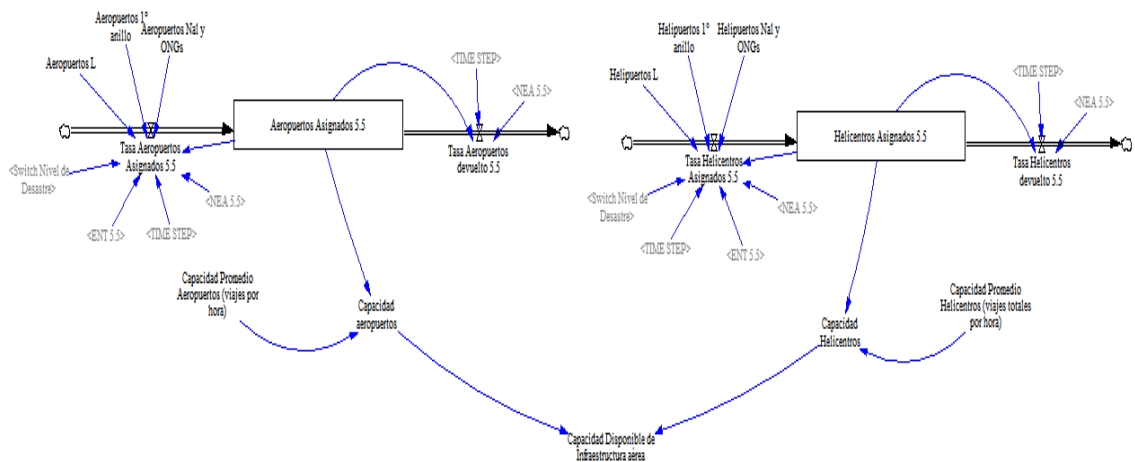 Aeropuertos 1°
anillo
Aeropuertos Nal y
ONGs
Aeropuertos L
<TIME STEP>
<NEA 5.5>
Aeropuertos Asignados 5.5
Tasa Aeropuertos
Asignados 5.5
Tasa Aeropuertos
devuelto 5.5
<Switch Nivel de
Desastre>
<NEA 5.5>
<ENT 5.5>
<TIME STEP>
Capacidad Promedio
Aeropuertos (viajes por
hora)
Capacidad
aeropuertos
Helipuertos 1°
anillo
Helipuertos Nal y
ONGs
Helipuertos L
<TIME STEP>
<NEA 5.5>
Helicentros Asignados 5.5
Tasa Helicentros
Asignados 5.5
Tasa Helicentros
devuelto 5.5
<Switch Nivel de
Desastre>
<NEA 5.5>
<TIME STEP>
<ENT 5.5>
Capacidad Promedio
Helicentros (viajes totales
por hora)
Capacidad
Helicentros
Capacidad Disponible de
Infraestructura aérea